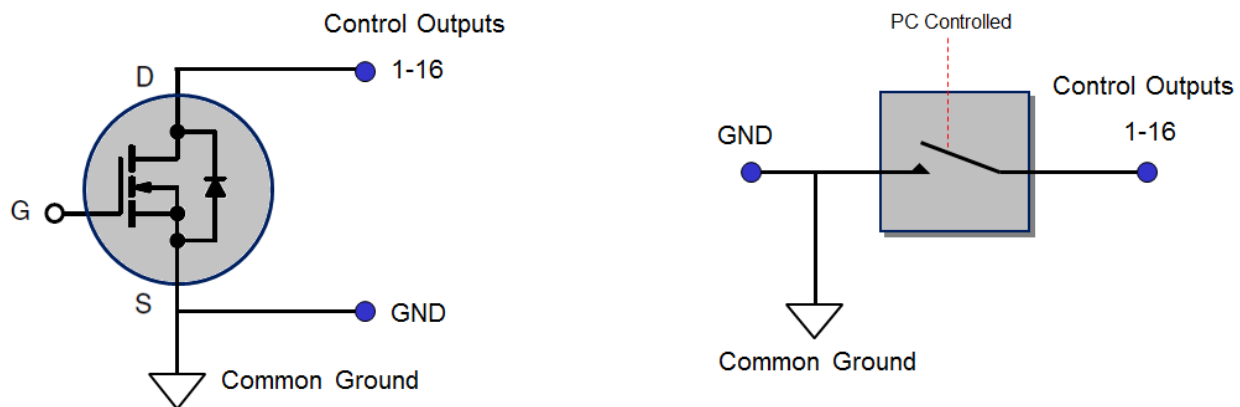 Control Outputs
1-16
D
G
S
GND
Common Ground
PC Controlled
Control Outputs
1-16
GND
Common Ground